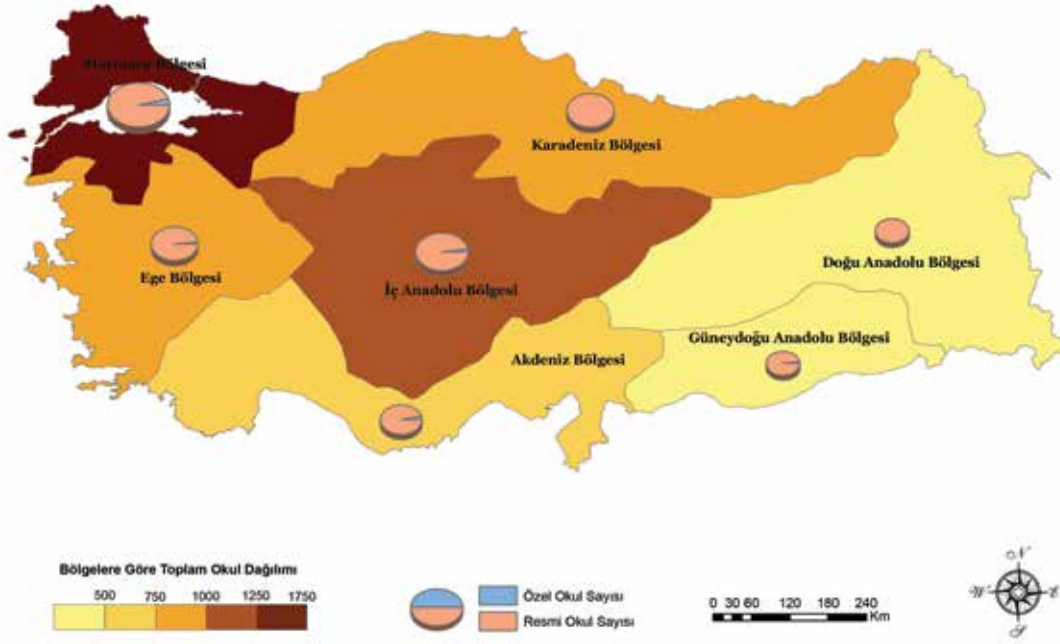 Marmara Bölgesi
Karadeniz Bölgesi
Ege Bölgesi
İç Anadolu Bölgesi
Doğu Anadolu Bölgesi
Güneydoğu Anadolu Bölgesi
Akdeniz Bölgesi
Bölgelere Göre Toplam Okul Dağılımı
500 750 1000 1250 1750
Özel Okul Sayısı
Resmi Okul Sayısı
0 30 60 120 180 240
Km
N
W E
S